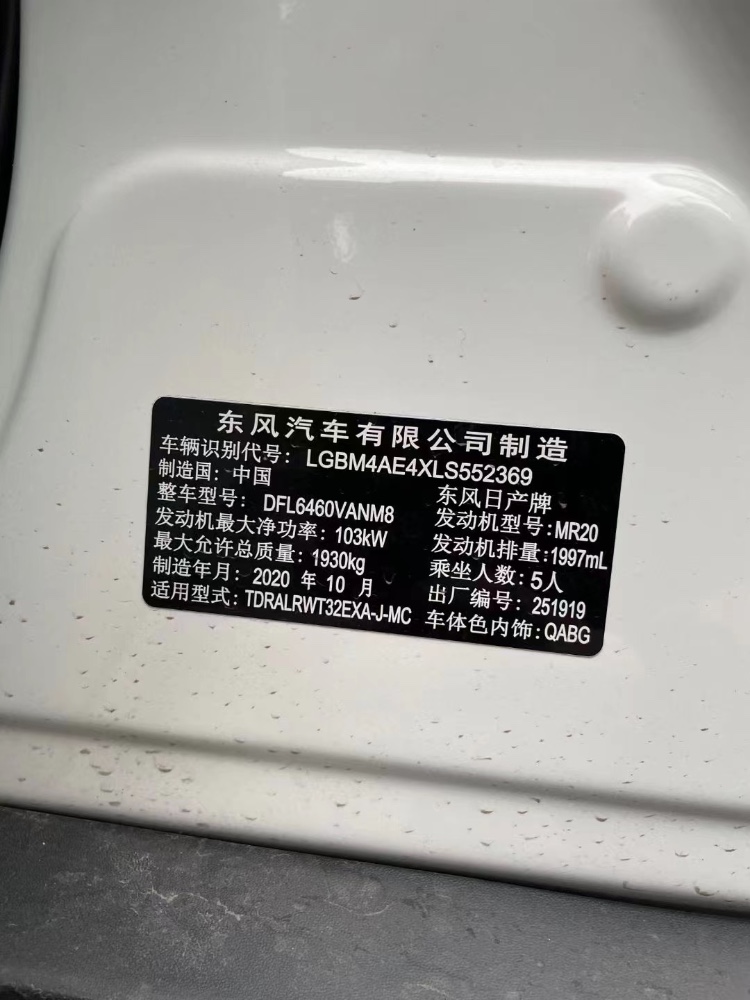 东风汽车有限公司制造
车辆识别代号: LGBM4AE4XLS552369
制造国: 中国 东风日产牌
整车型号: DFL6460VANM8 发动机型号:MR20
发动机最大净功率: 103kW 发动机排量:1997mL
最大允许总质量: 1930kg 乘坐人数:5人
制造年月: 2020 年 10 月 出厂编号: 251919
适用型式: TDRALRWT32EXA-J-MC 车体色内饰:QABG